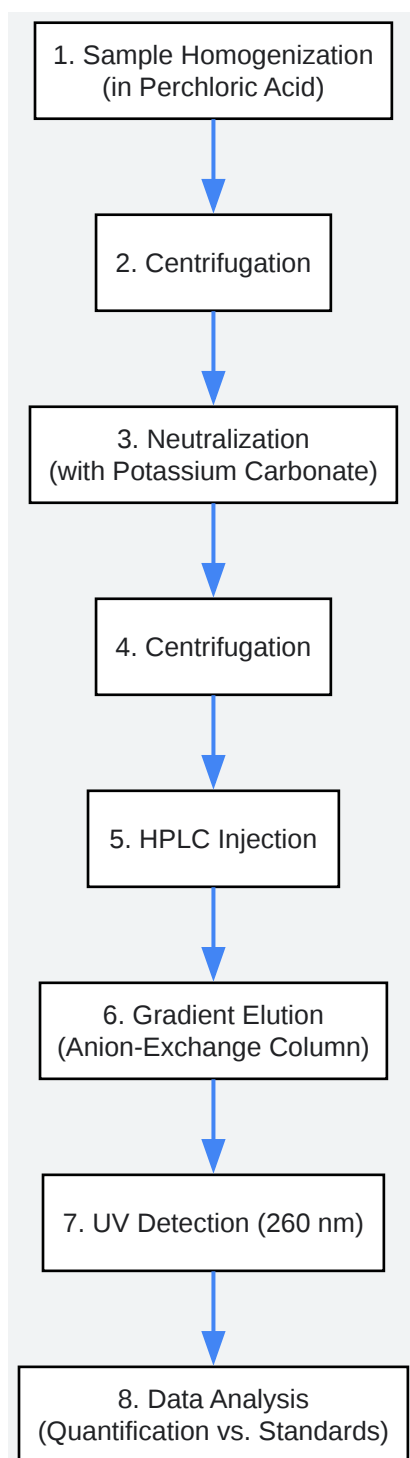 1. Sample Homogenization
(in Perchloric Acid)
2. Centrifugation
3. Neutralization
(with Potassium Carbonate)
4. Centrifugation
5. HPLC Injection
6. Gradient Elution
(Anion-Exchange Column)
7. UV Detection (260 nm)
8. Data Analysis
(Quantification vs. Standards)